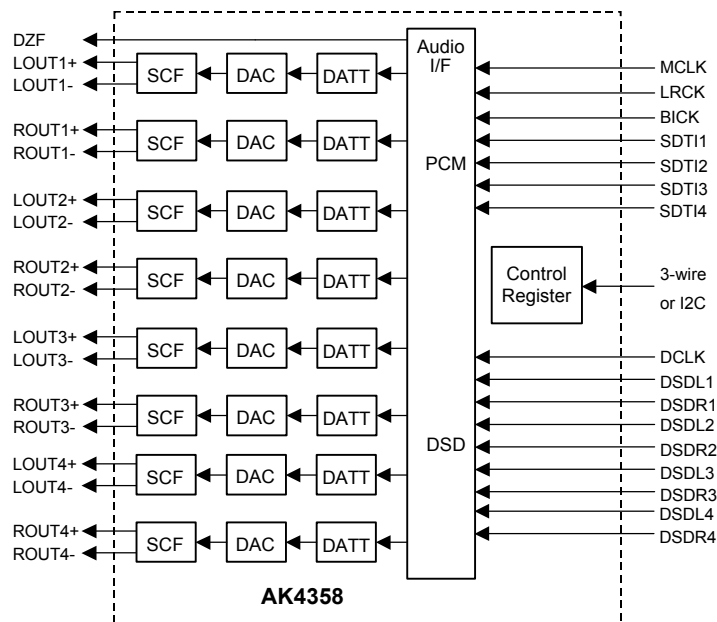 DZF
LOUT1+
LOUT1-
SCF
DAC
DATT
Audio
I/F
MCLK
LRCK
BICK
ROUT1+
ROUT1-
SCF
DAC
DATT
PCM
SDTI1
SDTI2
SDTI3
SDTI4
LOUT2+
LOUT2-
SCF
DAC
DATT
ROUT2+
ROUT2-
SCF
DAC
DATT
Control
Register
3-wire
or I2C
LOUT3+
LOUT3-
SCF
DAC
DATT
DCLK
DSDL1
ROUT3+
ROUT3-
SCF
DAC
DATT
DSD
DSDR1
DSDL2
DSDR2
LOUT4+
LOUT4-
SCF
DAC
DATT
DSDL3
DSDR3
DSDL4
DSDR4
ROUT4+
ROUT4-
SCF
DAC
DATT
AK4358